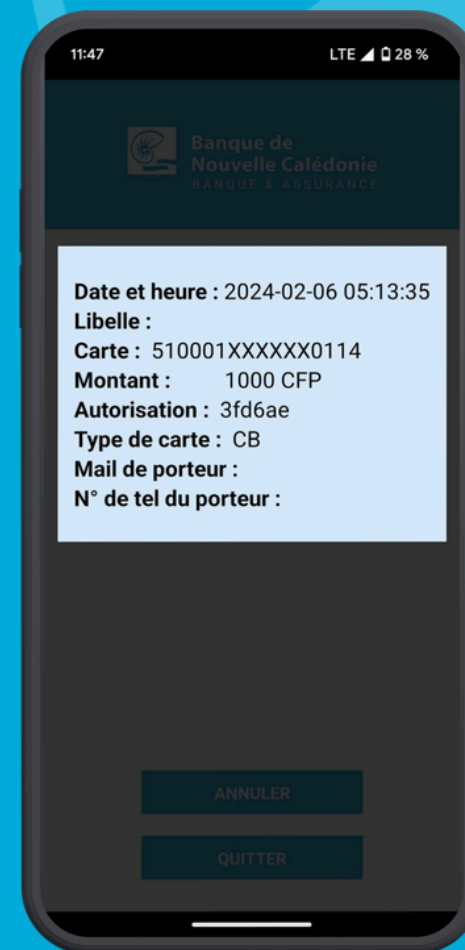 11:47 LTE 28 %
Banque de
Nouvelle Calédonie
BANQUE & ASSURANCE
Date et heure : 2024-02-06 05:13:35
Libelle :
Carte : 510001XXXXXX0114
Montant : 1000 CFP
Autorisation : 3fd6ae
Type de carte : CB
Mail de porteur :
N° de tel du porteur :
ANNULER
QUITTER